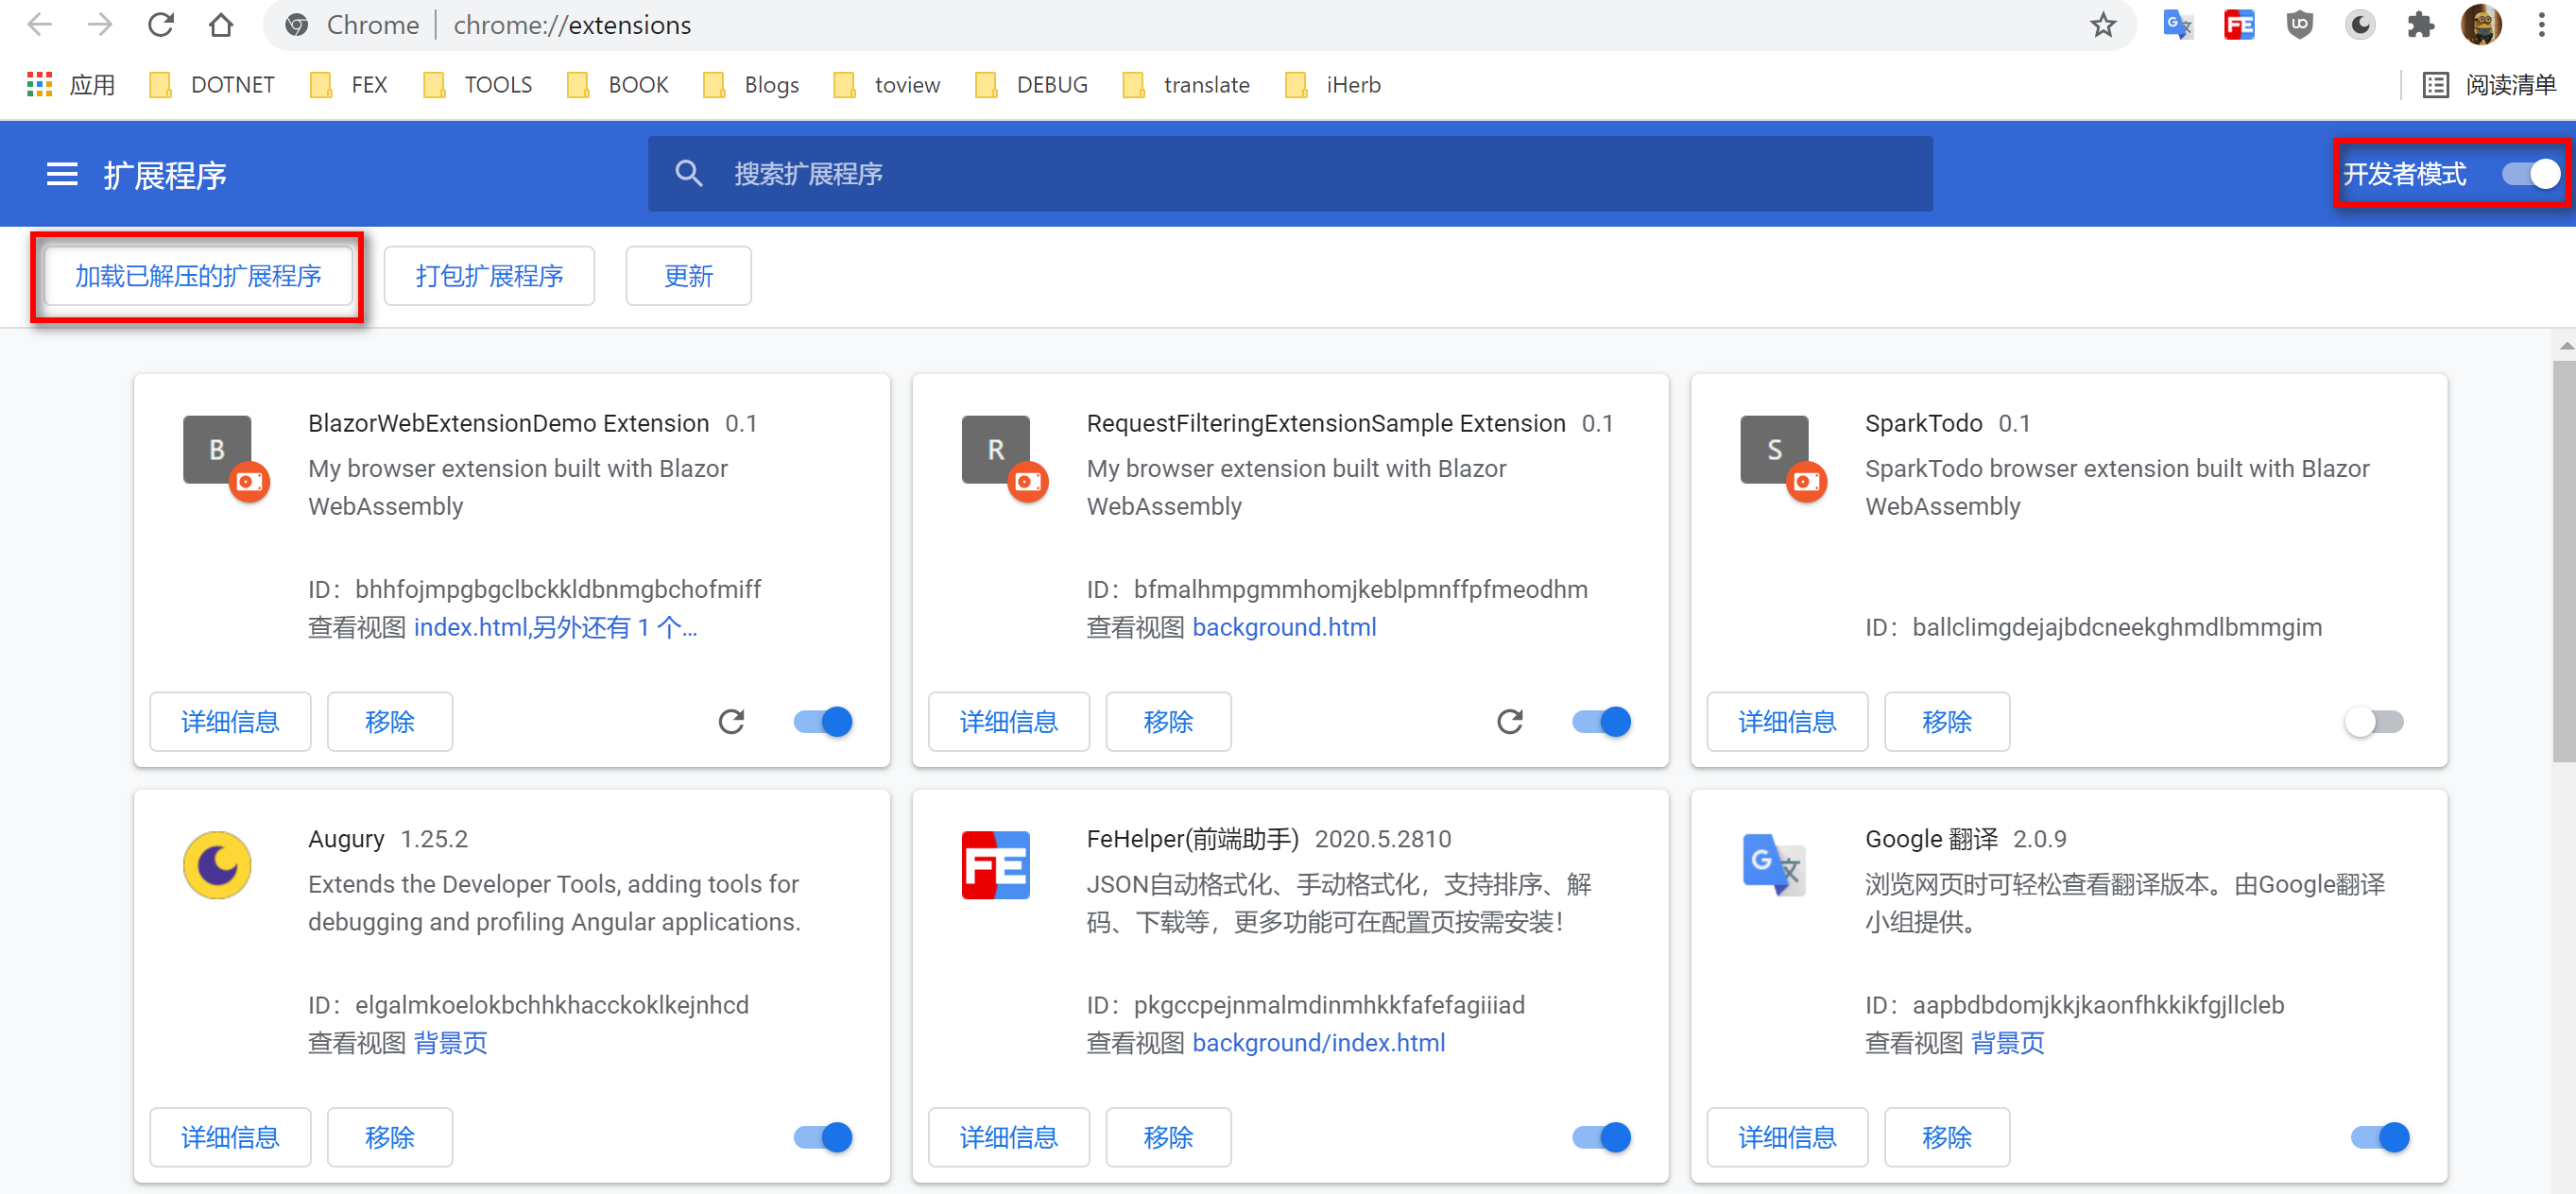 Chrome chrome://extensions
应用 DOTNET FEX TOOLS BOOK Blogs toview DEBUG translate iHerb 阅读清单
扩展程序 搜索扩展程序 开发者模式
加载已解压的扩展程序 打包扩展程序 更新
B
BlazorWebExtensionDemo Extension 0.1
My browser extension built with Blazor
WebAssembly
ID：bhhfojmpgbgclbckkldbnmgbchofmiff
查看视图 index.html,另外还有 1 个...
详细信息 移除
R
RequestFilteringExtensionSample Extension 0.1
My browser extension built with Blazor
WebAssembly
ID：bfmalhmpgmmhomjkeblpmnffpfmeodhm
查看视图 background.html
详细信息 移除
S
SparkTodo 0.1
SparkTodo browser extension built with Blazor
WebAssembly
ID：ballclimgdejajbdcneekghmdlbmmgim
详细信息 移除
Augury 1.25.2
Extends the Developer Tools, adding tools for
debugging and profiling Angular applications.
ID：elgalmkoelokbchhkhacckoklkejnhcd
查看视图 背景页
详细信息 移除
FE
FeHelper(前端助手) 2020.5.2810
JSON自动格式化、手动格式化，支持排序、解
码、下载等，更多功能可在配置页按需安装！
ID：pkgccpejnmalmdinmhkkfafefagiiiad
查看视图 background/index.html
详细信息 移除
G 文
Google 翻译 2.0.9
浏览网页时可轻松查看翻译版本。由Google翻译
小组提供。
ID：aapbdbdomjkkjkaonfhkkikfgjllcleb
查看视图 背景页
详细信息 移除